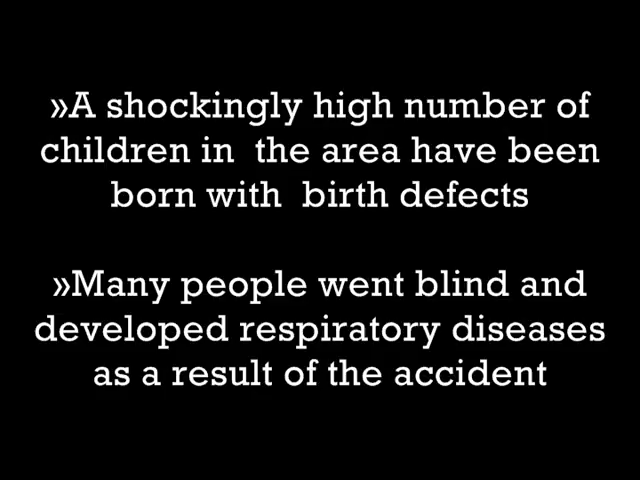 »A shockingly high number of
children in  the area have been
born with  birth defects
»Many people went blind and
developed respiratory diseases
as a result of the accident